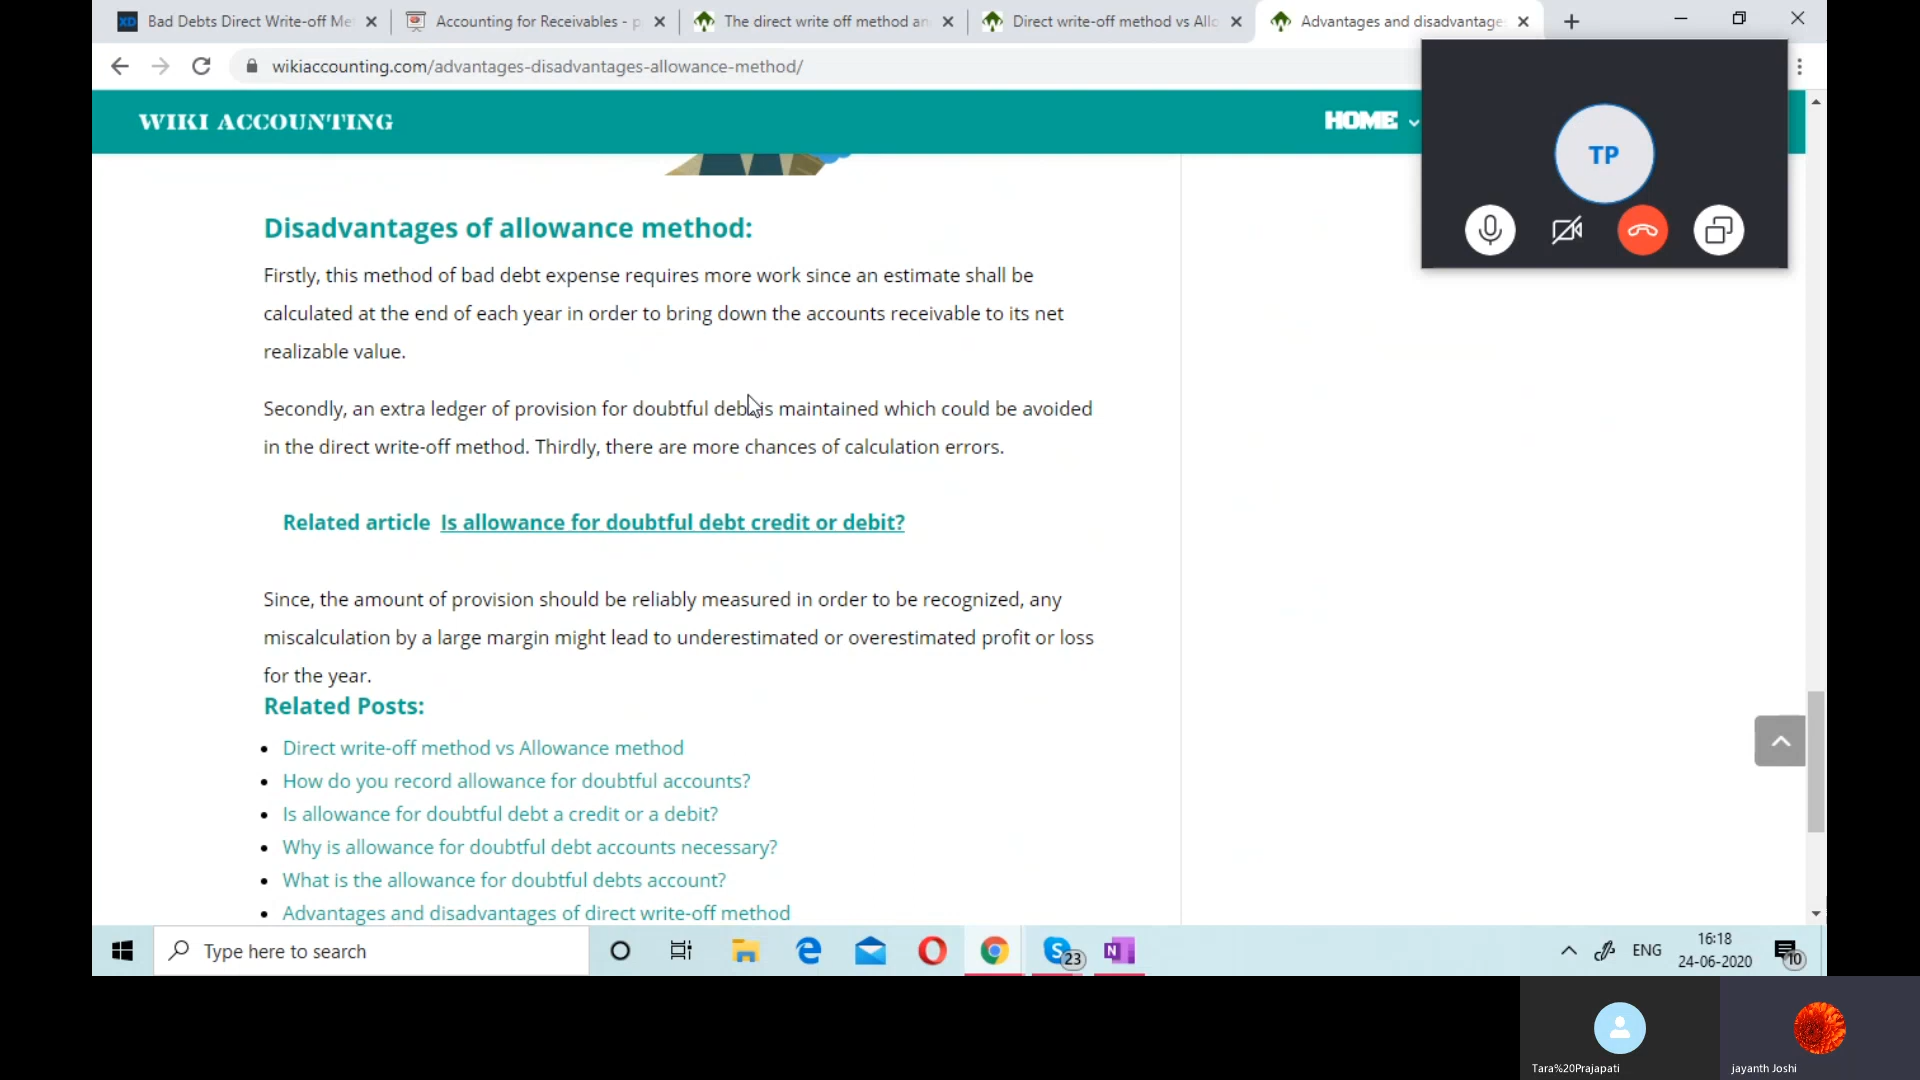 Bad Debts Direct Write-off Me
Accounting for Receivables - p
The direct write off method an
Direct write-off method vs Allo
Advantages and disadvantage
wikiaccounting.com/advantages-disadvantages-allowance-method/
WIKI ACCOUNTING
HOME
TP
Disadvantages of allowance method:
Firstly, this method of bad debt expense requires more work since an estimate shall be
calculated at the end of each year in order to bring down the accounts receivable to its net
realizable value.
Secondly, an extra ledger of provision for doubtful debt is maintained which could be avoided
in the direct write-off method. Thirdly, there are more chances of calculation errors.
Related article Is allowance for doubtful debt credit or debit?
Since, the amount of provision should be reliably measured in order to be recognized, any
miscalculation by a large margin might lead to underestimated or overestimated profit or loss
for the year.
Related Posts:
Direct write-off method vs Allowance method
How do you record allowance for doubtful accounts?
Is allowance for doubtful debt a credit or a debit?
Why is allowance for doubtful debt accounts necessary?
What is the allowance for doubtful debts account?
Advantages and disadvantages of direct write-off method
Type here to search
23
ENG
16:18
24-06-2020
10
Tara%20Prajapati
jayanth Joshi